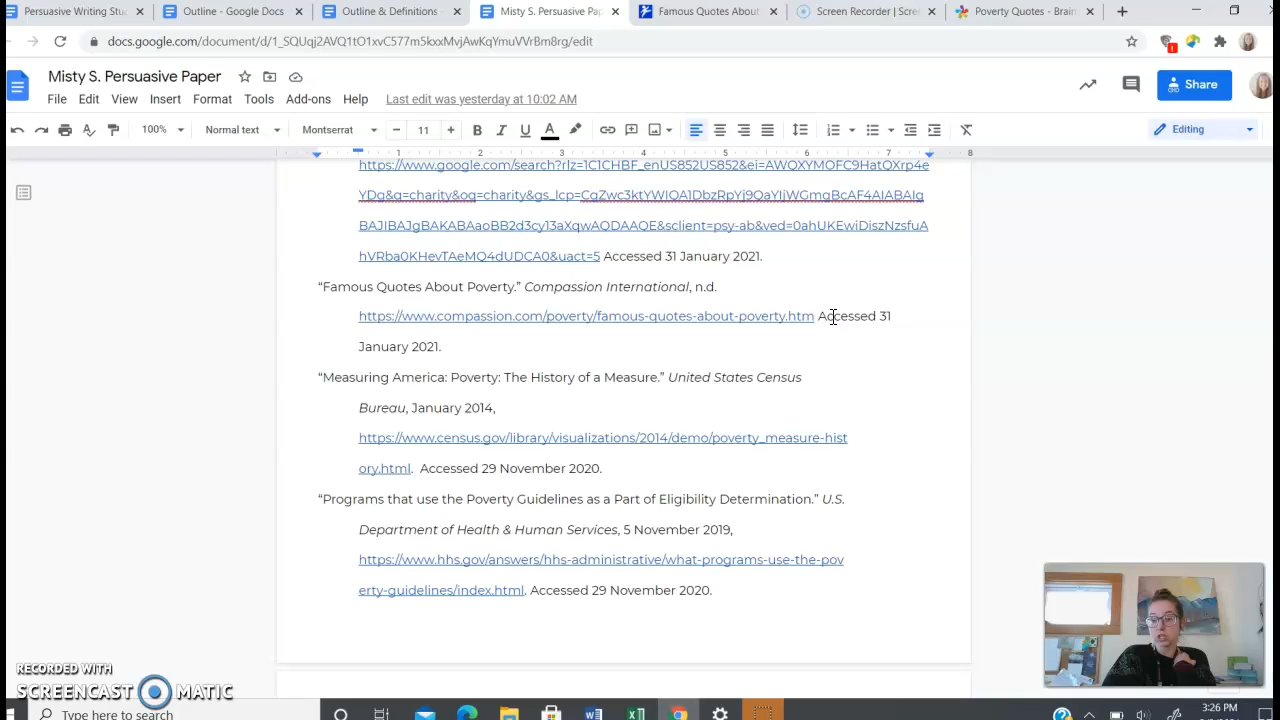 Persuasive Writing Stu
Outline - Google Docs
Outline & Definitions
Misty S. Persuasive Pap
Famous Quotes About
Screen Recorder | Scre
Poverty Quotes - Brain
docs.google.com/document/d/1_SQUqj2AVQ1tO1xvC577m5kxxMvjAwKqYmuVVrBm8rg/edit
Misty S. Persuasive Paper
Share
File Edit View Insert Format Tools Add-ons Help Last edit was yesterday at 10:02 AM
100% Normal text Montserrat 11 Editing
1 2 3 4 5 6 7 8
https://www.google.com/search?rlz=1C1CHBF_enUS852US852&ei=AWQXYMOFC9HatQXrp4e
YDg&q=charity&oq=charity&gs_lcp=CgZwc3ktYWIQA1DbzRpYj9QaYIjWGmgBcAF4AIABAIg
BAJIBAJgBAKABAaoBB2d3cy13aXqwAQDAAQE&sclient=psy-ab&ved=0ahUKEwiDiszNzsfuA
hVRba0KHevTAeMQ4dUDCA0&uact=5 Accessed 31 January 2021.
“Famous Quotes About Poverty.” Compassion International, n.d.
https://www.compassion.com/poverty/famous-quotes-about-poverty.htm Accessed 31
January 2021.
“Measuring America: Poverty: The History of a Measure.” United States Census
Bureau, January 2014,
https://www.census.gov/library/visualizations/2014/demo/poverty_measure-hist
ory.html. Accessed 29 November 2020.
“Programs that use the Poverty Guidelines as a Part of Eligibility Determination.” U.S.
Department of Health & Human Services, 5 November 2019,
https://www.hhs.gov/answers/hhs-administrative/what-programs-use-the-pov
erty-guidelines/index.html. Accessed 29 November 2020.
RECORDED WITH
SCREENCAST MATIC
Type here to search
3:26 PM